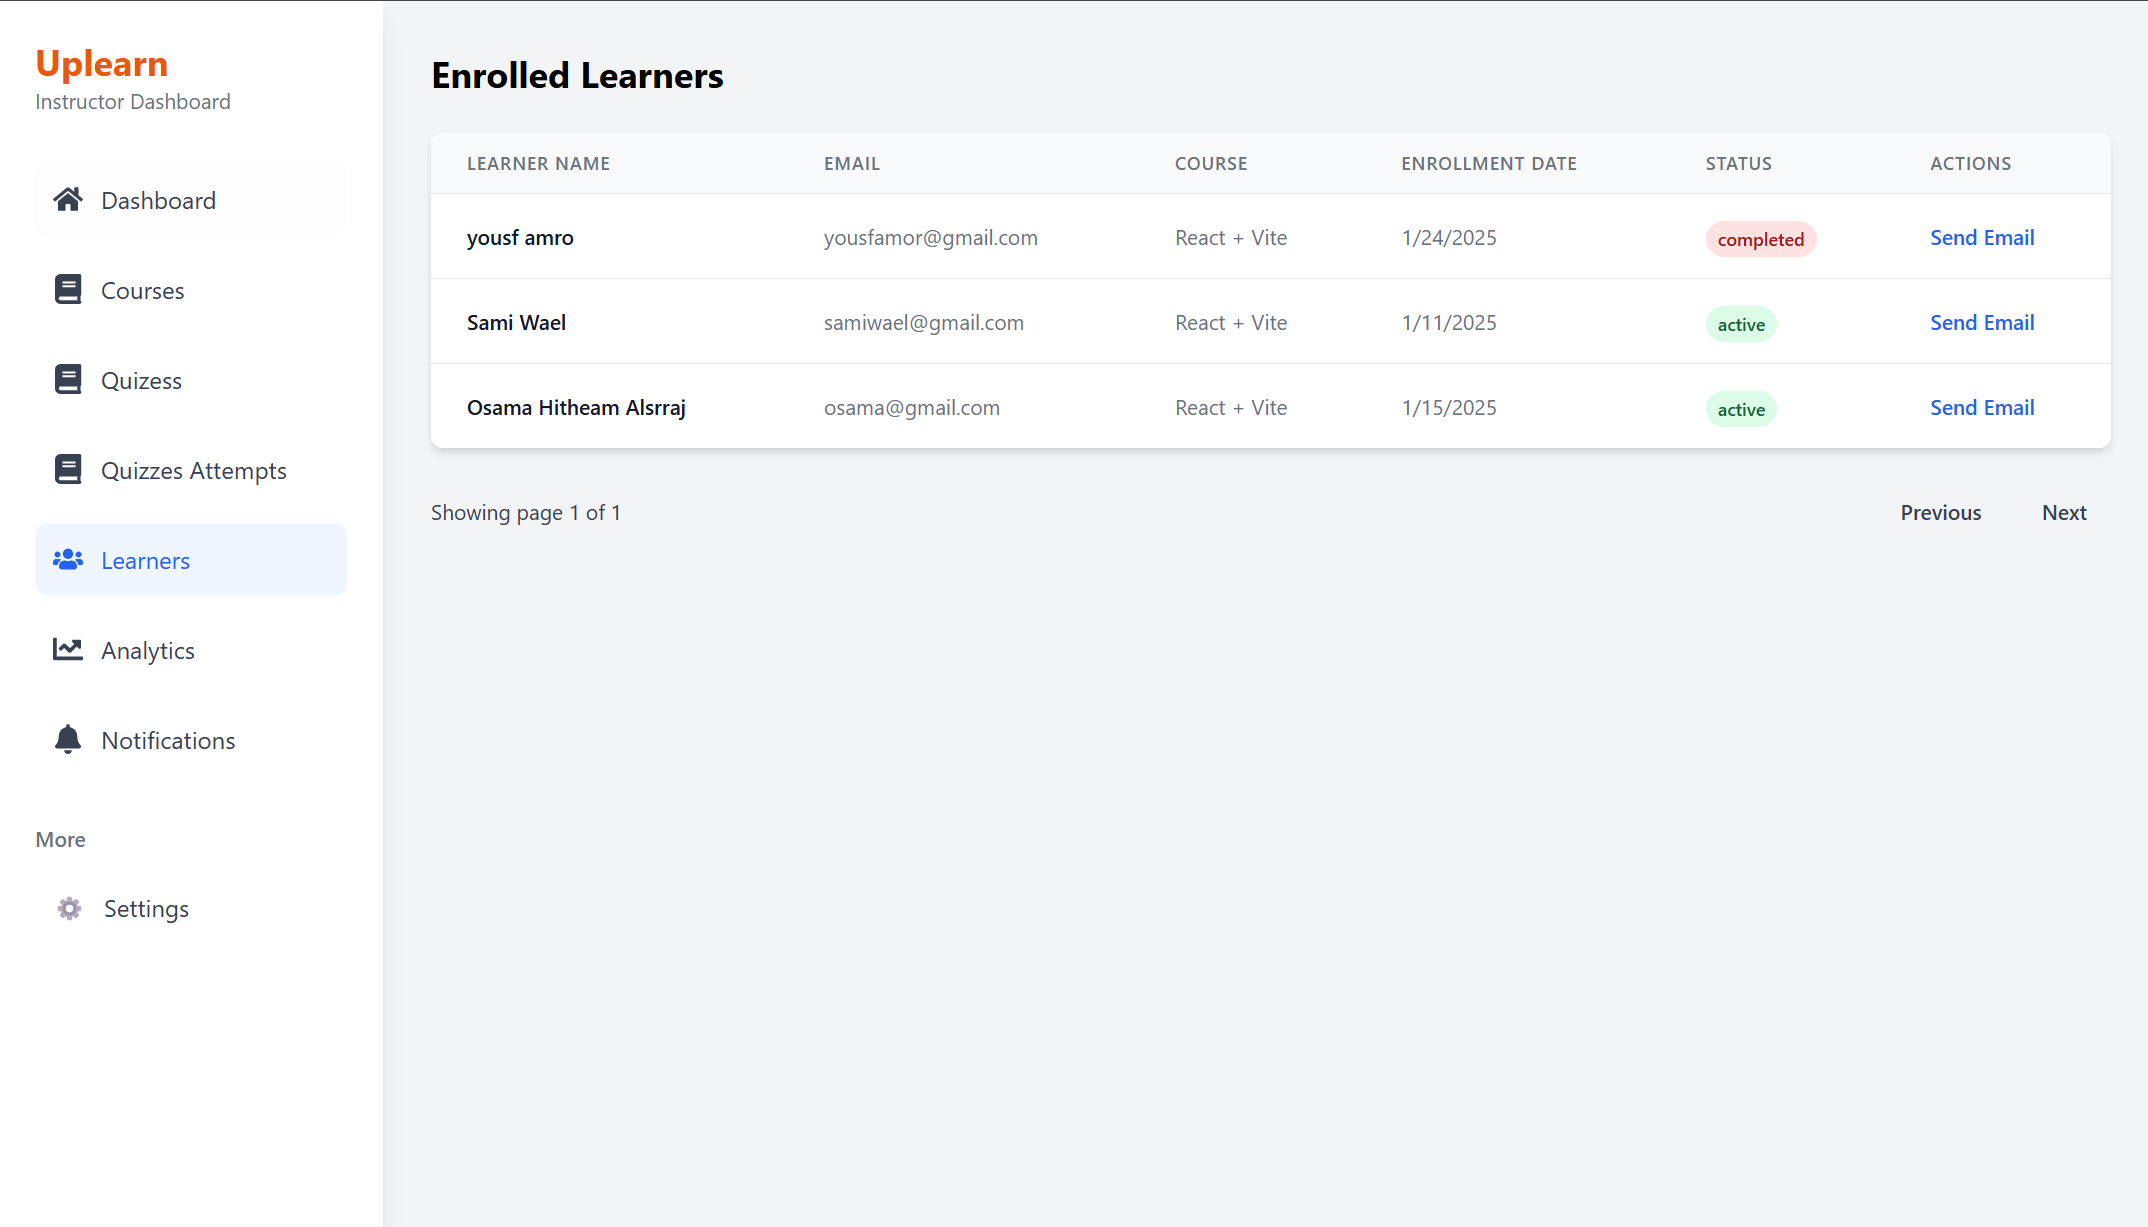 Uplearn
Instructor Dashboard
Dashboard
Courses
Quizess
Quizzes Attempts
Learners
Analytics
Notifications
More
Settings
Enrolled Learners
LEARNER NAME EMAIL COURSE ENROLLMENT DATE STATUS ACTIONS
yousf amro yousfamor@gmail.com React + Vite 1/24/2025 completed Send Email
Sami Wael samiwael@gmail.com React + Vite 1/11/2025 active Send Email
Osama Hitheam Alsrraj osama@gmail.com React + Vite 1/15/2025 active Send Email
Showing page 1 of 1 Previous Next